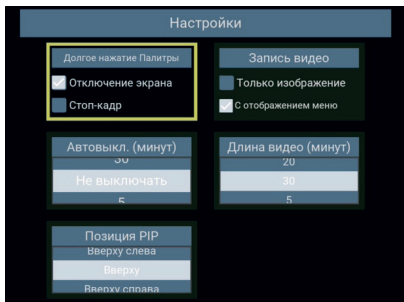 Настройки
Долгое нажатие Палитры
Отключение экрана
Стоп-кадр
Запись видео
Только изображение
С отображением меню
Автовыкл. (минут)
30
Не выключать
5
Длина видео (минут)
20
30
5
Позиция PIP
Вверху слева
Вверху
Вверху справа